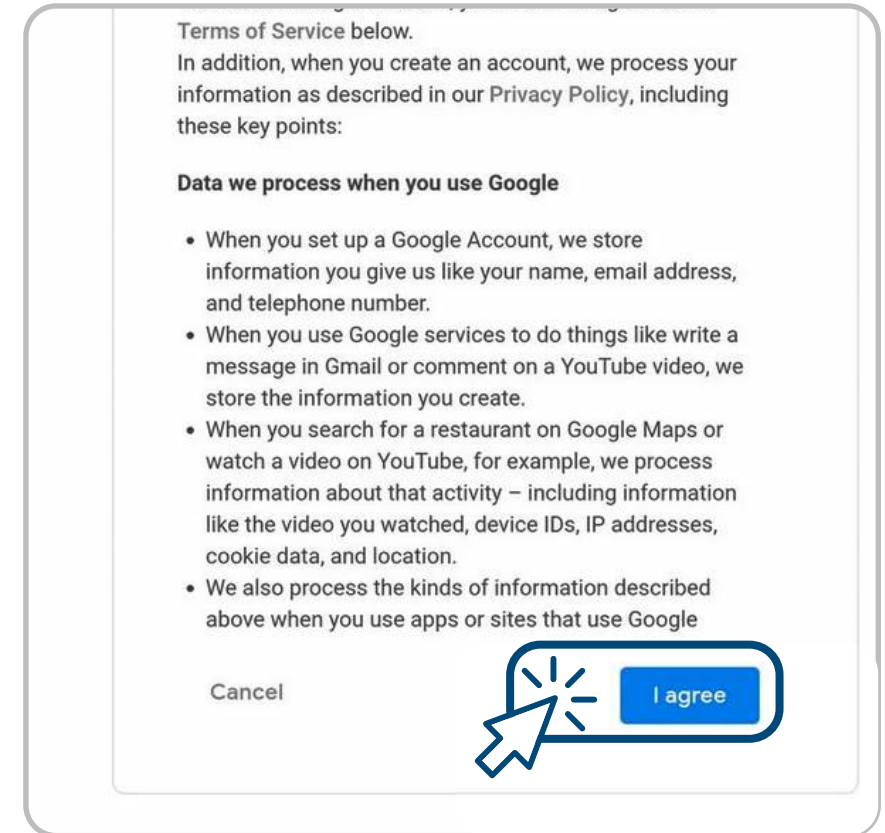 Terms of Service below.
In addition, when you create an account, we process your
information as described in our Privacy Policy, including
these key points:
Data we process when you use Google
• When you set up a Google Account, we store
information you give us like your name, email address,
and telephone number.
• When you use Google services to do things like write a
message in Gmail or comment on a YouTube video, we
store the information you create.
• When you search for a restaurant on Google Maps or
watch a video on YouTube, for example, we process
information about that activity – including information
like the video you watched, device IDs, IP addresses,
cookie data, and location.
• We also process the kinds of information described
above when you use apps or sites that use Google
Cancel
I agree